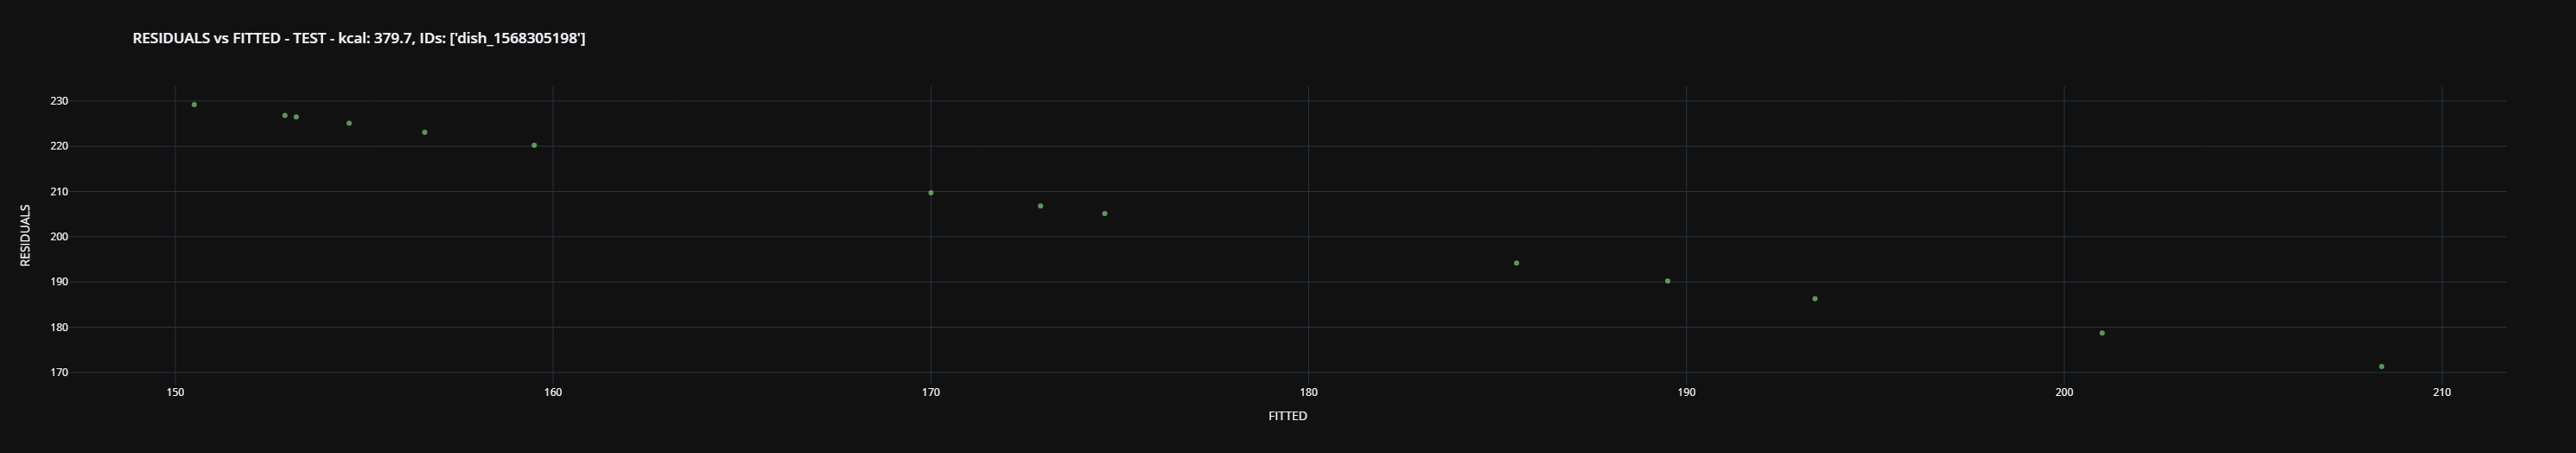 RESIDUALS vs FITTED - TEST - kcal: 379.7, IDs: ['dish_1568305198']
230
220
210
200
190
180
170
RESIDUALS
150 160 170 180 190 200 210
FITTED